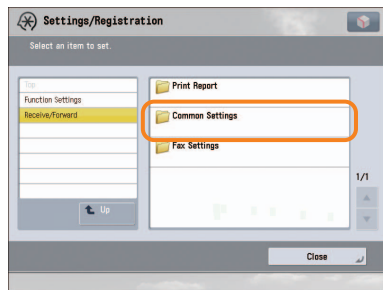 Settings/Registration
Select an item to set.
Top
Function Settings
Receive/Forward
Up
Print Report
Common Settings
Fax Settings
1/1
Close